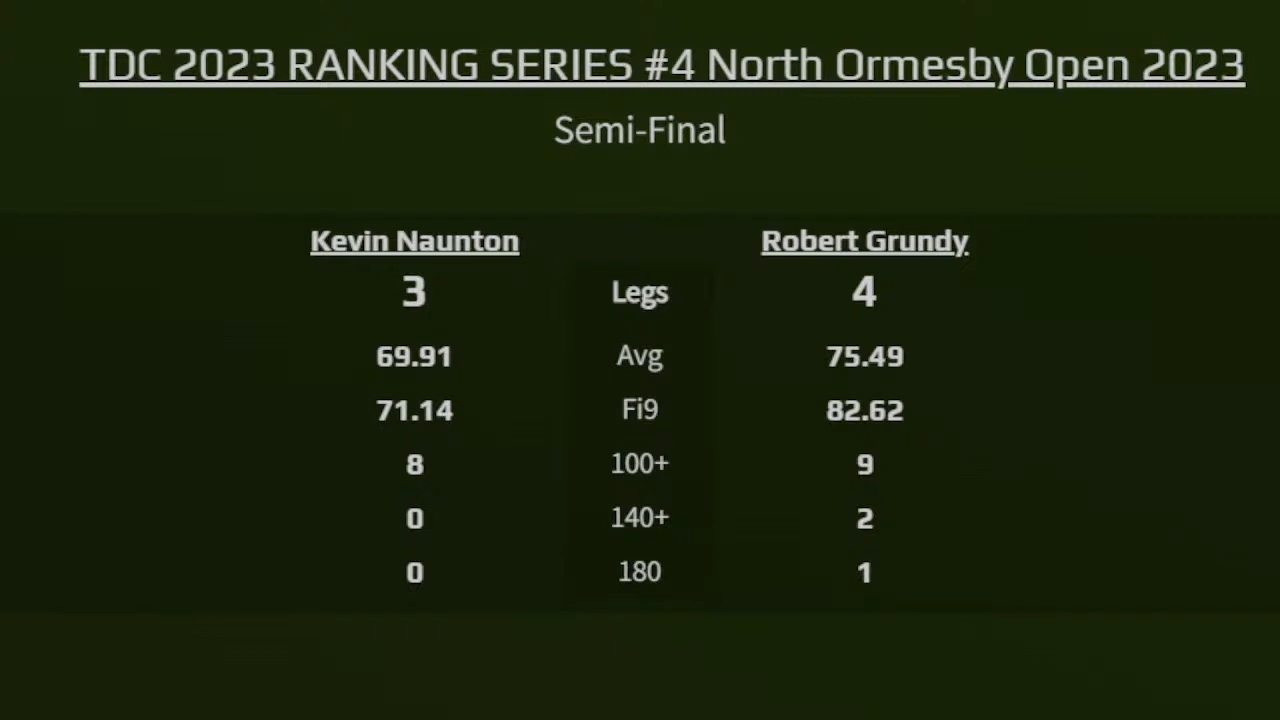 TDC 2023 RANKING SERIES #4 North Ormesby Open 2023
Semi-Final
Kevin Naunton Robert Grundy
3 Legs 4
69.91 Avg 75.49
71.14 Fi9 82.62
8 100+ 9
0 140+ 2
0 180 1